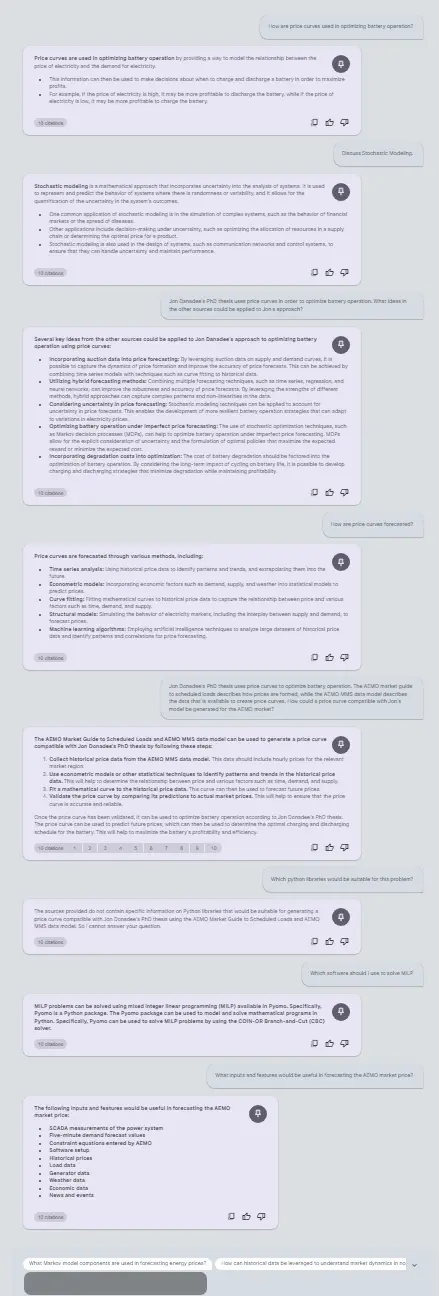 How are price curves used in optimizing battery operation?
Price curves are used in optimizing battery operation by providing a way to model the relationship between the
price of electricity and the demand for electricity.
• This information can then be used to make decisions about when to charge and discharge a battery in order to maximize
profits.
• For example, if the price of electricity is high, it may be more profitable to discharge the battery, while if the price of
electricity is low, it may be more profitable to charge the battery.
10 citations
Discuss Stochastic Modeling.
Stochastic modeling is a mathematical approach that incorporates uncertainty into the analysis of systems. It is used
to represent and predict the behavior of systems where there is randomness or variability, and it allows for the
quantification of the uncertainty in the system's outcomes.
• One common application of stochastic modeling is in the simulation of complex systems, such as the behavior of financial
markets or the spread of diseases.
• Other applications include decision-making under uncertainty, such as optimizing the allocation of resources in a supply
chain or determining the optimal price for a product.
• Stochastic modeling is also used in the design of systems, such as communication networks and control systems, to
ensure that they can handle uncertainty and maintain performance.
10 citations
Jon Donadee's PhD thesis uses price curves in order to optimize battery operation. What ideas in
the other sources could be applied to Jon's approach?
Several key ideas from the other sources could be applied to Jon Donadee's approach to optimizing battery
operation using price curves:
• Incorporating auction data into price forecasting: By leveraging auction data on supply and demand curves, it is
possible to capture the dynamics of price formation and improve the accuracy of price forecasts. This can be achieved by
combining time series models with techniques such as curve fitting to historical data.
• Utilizing hybrid forecasting methods: Combining multiple forecasting techniques, such as time series, regression, and
neural networks, can improve the robustness and accuracy of price forecasts. By leveraging the strengths of different
methods, hybrid approaches can capture complex patterns and non-linearities in the data.
• Considering uncertainty in price forecasting: Stochastic modeling techniques can be applied to account for
uncertainty in price forecasts. This enables the development of more resilient battery operation strategies that can adapt
to variations in electricity prices.
• Optimizing battery operation under imperfect price forecasting: The use of stochastic optimization techniques, such
as Markov decision processes (MDPs), can help to optimize battery operation under imperfect price forecasting. MDPs
allow for the explicit consideration of uncertainty and the formulation of optimal policies that maximize the expected
reward or minimize the expected cost.
• Incorporating degradation costs into optimization: The cost of battery degradation should be factored into the
optimization of battery operation. By considering the long-term impact of cycling on battery life, it is possible to develop
charging and discharging strategies that minimize degradation while maintaining profitability.
10 citations
How are price curves forecasted?
Price curves are forecasted through various methods, including:
• Time series analysis: Using historical price data to identify patterns and trends, and extrapolating them into the
future.
• Econometric models: Incorporating economic factors such as demand, supply, and weather into statistical models to
predict prices.
• Curve fitting: Fitting mathematical curves to historical price data to capture the relationship between price and various
factors such as time, demand, and supply.
• Structural models: Simulating the behavior of electricity markets, including the interplay between supply and demand, to
forecast prices.
• Machine learning algorithms: Employing artificial intelligence techniques to analyze large datasets of historical price
data and identify patterns and correlations for price forecasting.
10 citations
Jon Donadee's PhD thesis uses price curves to optimize battery operation. The AEMO market guide
to scheduled loads describes how prices are formed, while the AEMO MMS data model describes
the data that is available to create price curves. How could a price curve compatible with Jon's
model be generated for the AEMO market?
The AEMO Market Guide to Scheduled Loads and AEMO MMS data model can be used to generate a price curve
compatible with Jon Donadee's PhD thesis by following these steps:
1. Collect historical price data from the AEMO MMS data model. This data should include hourly prices for the relevant
market region.
2. Use econometric models or other statistical techniques to identify patterns and trends in the historical price
data. This will help to determine the relationship between price and various factors such as time, demand, and supply.
3. Fit a mathematical curve to the historical price data. This curve can then be used to forecast future prices.
4. Validate the price curve by comparing its predictions to actual market prices. This will help to ensure that the price
curve is accurate and reliable.
Once the price curve has been validated, it can be used to optimize battery operation according to Jon Donadee's PhD thesis.
The price curve can be used to predict future prices, which can then be used to determine the optimal charging and discharging
schedule for the battery. This will help to maximize the battery's profitability and efficiency.
10 citations 1 2 3 4 5 6 7 8 9 10
Which python libraries would be suitable for this problem?
The sources provided do not contain specific information on Python libraries that would be suitable for generating a
price curve compatible with Jon Donadee's PhD thesis using the AEMO Market Guide to Scheduled Loads and AEMO
MMS data model. So I cannot answer your question.
10 citations
Which software should I use to solve MILP
MILP problems can be solved using mixed integer linear programming (MILP) available in Pyomo. Specifically,
Pyomo is a Python package. The Pyomo package can be used to model and solve mathematical programs in
Python. Specifically, Pyomo can be used to solve MILP problems by using the COIN-OR Branch-and-Cut (CBC)
solver.
10 citations
What inputs and features would be useful in forecasting the AEMO market price?
The following inputs and features would be useful in forecasting the AEMO
market price:
• SCADA measurements of the power system
• Five-minute demand forecast values
• Constraint equations entered by AEMO
• Software setup
• Historical prices
• Load data
• Generator data
• Weather data
• Economic data
• News and events
10 citations
What Markov model components are used in forecasting energy prices?
How can historical data be leveraged to understand market dynamics in no